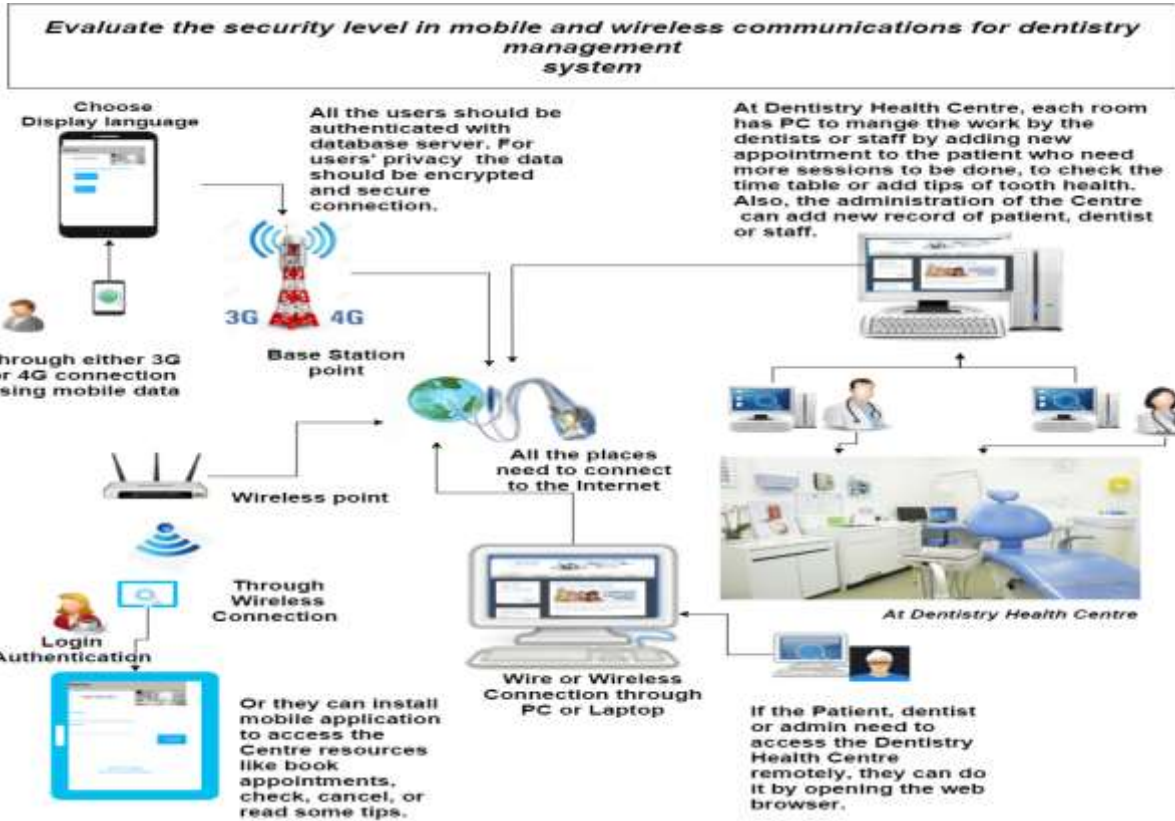 Evaluate the security level in mobile and wireless communications for dentistry
management
system
Choose
Display language
All the users should be
authenticated with
database server. For
users' privacy the data
should be encrypted
and secure
connection.
At Dentistry Health Centre, each room
has PC to mange the work by the
dentists or staff by adding new
appointment to the patient who need
more sessions to be done, to check the
time table or add tips of tooth health.
Also, the administration of the Centre
can add new record of patient, dentist
or staff.
3G 4G
Base Station
point
hrough either 3G
or 4G connection
sing mobile data
All the places
need to connect
to the Internet
Wireless point
Through
Wireless
Connection
Login
Authentication
At Dentistry Health Centre
Wire or Wireless
Connection through
PC or Laptop
Or they can install
mobile application
to access the
Centre resources
like book
appointments,
check, cancel, or
read some tips.
If the Patient, dentist
or admin need to
access the Dentistry
Health Centre
remotely, they can do
it by opening the web
browser.